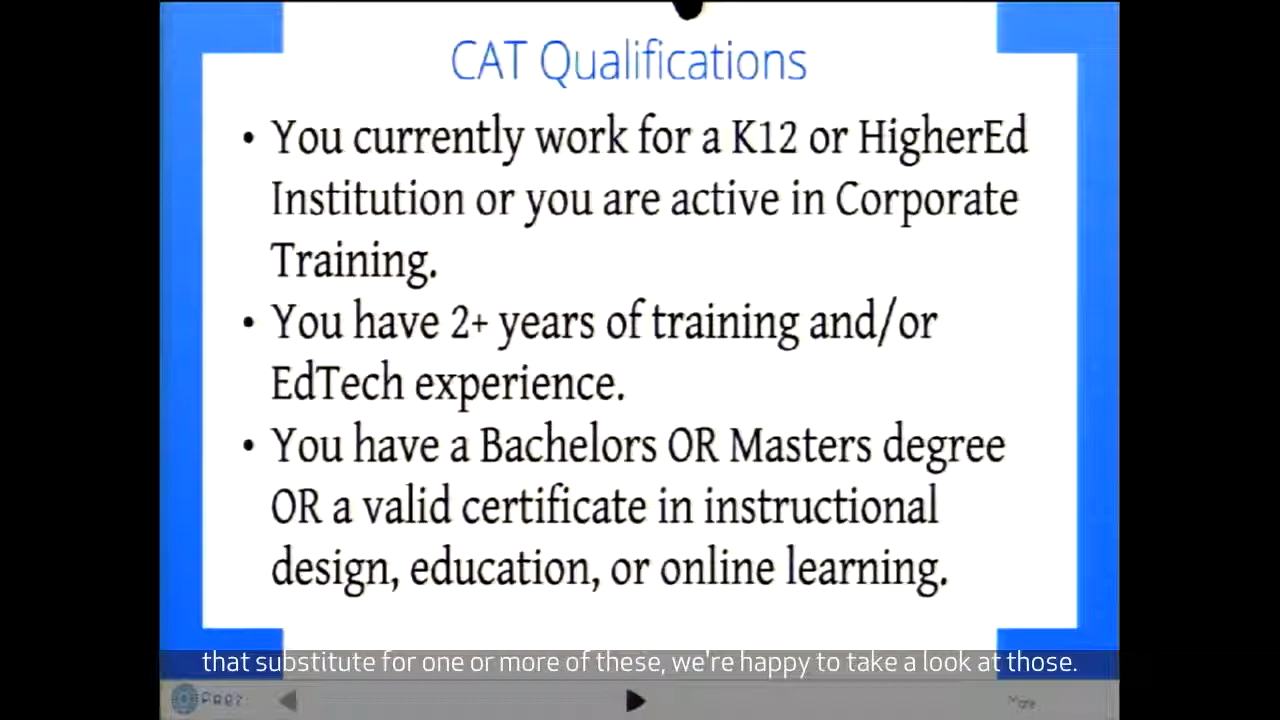 CAT Qualifications
• You currently work for a K12 or HigherEd
Institution or you are active in Corporate
Training.
• You have 2+ years of training and/or
EdTech experience.
• You have a Bachelors OR Masters degree
OR a valid certificate in instructional
design, education, or online learning.
that substitute for one or more of these, we're happy to take a look at those.
Prezi
More